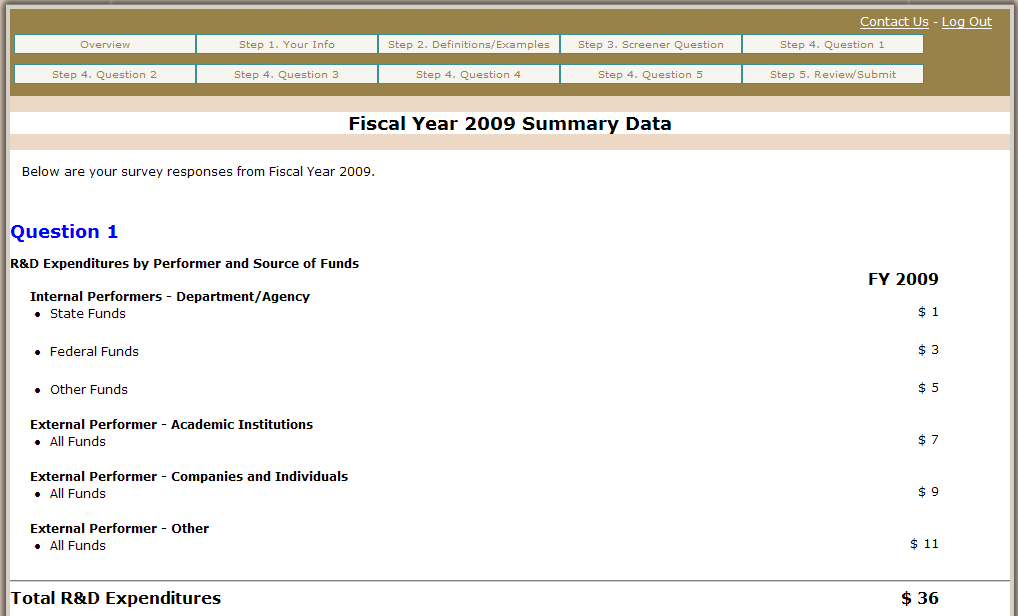 Contact Us - Log Out
Overview
Step 1. Your Info
Step 2. Definitions/Examples
Step 3. Screener Question
Step 4. Question 1
Step 4. Question 2
Step 4. Question 3
Step 4. Question 4
Step 4. Question 5
Step 5. Review/Submit
Fiscal Year 2009 Summary Data
Below are your survey responses from Fiscal Year 2009.
Question 1
R&D Expenditures by Performer and Source of Funds
FY 2009
Internal Performers - Department/Agency
• State Funds $ 1
• Federal Funds $ 3
• Other Funds $ 5
External Performer - Academic Institutions
• All Funds $ 7
External Performer - Companies and Individuals
• All Funds $ 9
External Performer - Other
• All Funds $ 11
Total R&D Expenditures $ 36